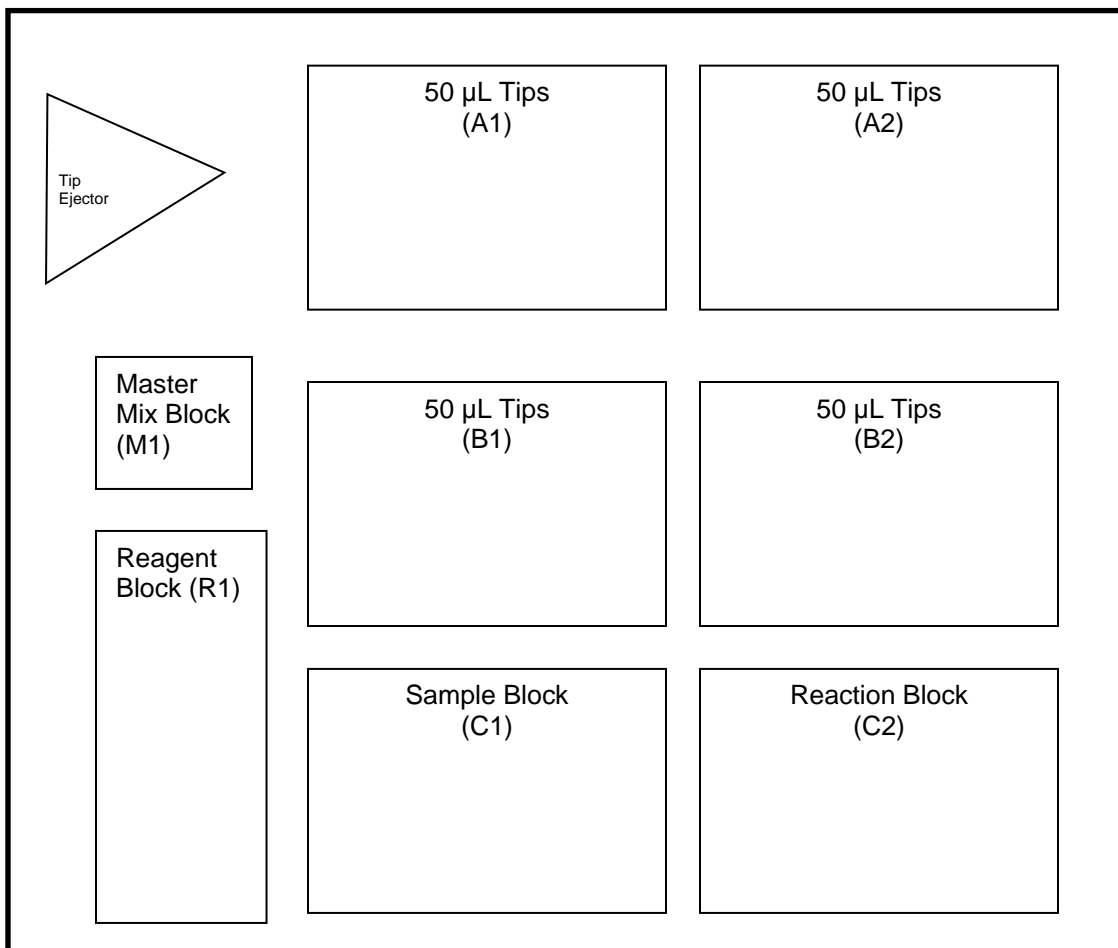 50 µL Tips
(A1)
50 µL Tips
(A2)
Tip
Ejector
Master
Mix Block
(M1)
50 µL Tips
(B1)
50 µL Tips
(B2)
Reagent
Block (R1)
Sample Block
(C1)
Reaction Block
(C2)